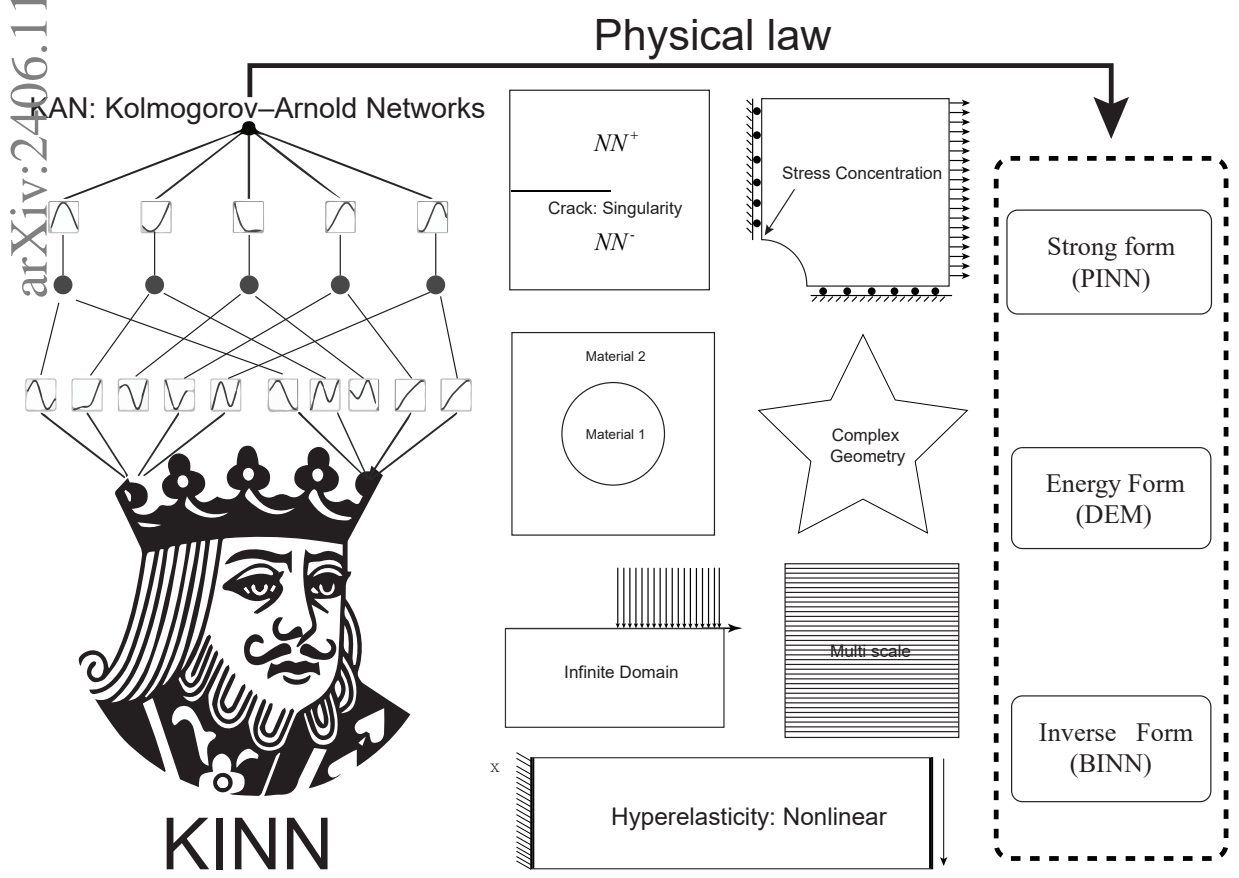 Physical law
arXiv:2406.11
KAN: Kolmogorov–Arnold Networks
NN+
Crack: Singularity
NN-
Stress Concentration
Strong form
(PINN)
Material 2
Material 1
Complex
Geometry
Energy Form
(DEM)
Infinite Domain
Multi scale
Inverse Form
(BINN)
x
Hyperelasticity: Nonlinear
KINN